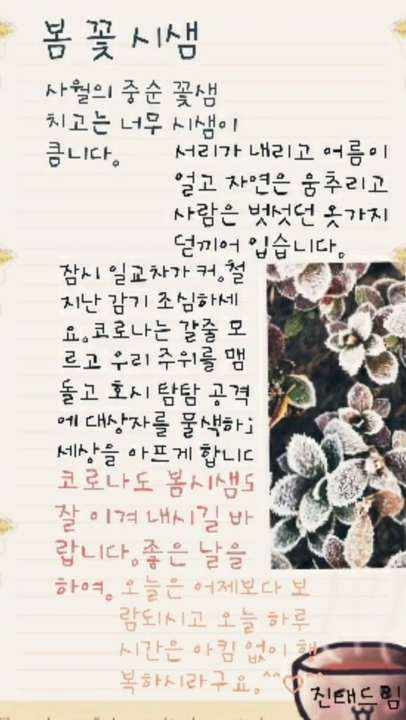 봄 꽃 시샘
사월의 중순 꽃샘
치고는 너무 시샘이
큽니다.
서리가 내리고 어름이
얼고 자연은 움추리고
사람은 벗섯던 옷가지
덛끼어 입습니다.
잠시 일교차가 커.철
지난 감기 조심하세
요.코로나는 갈줄 모
르고 우리 주위를 맴
돌고 호시 탐탐 공격
에 대상자를 물색하
세상을 아프게 합니
코로나도 봄시샘도
잘 이겨 내시길 바
랍니다.좋은 날을
하여. 오늘은 어제보다 보
람되시고 오늘 하루
시간은 아낌 없이 행
복하시라구요.^^♡^^
진태드림